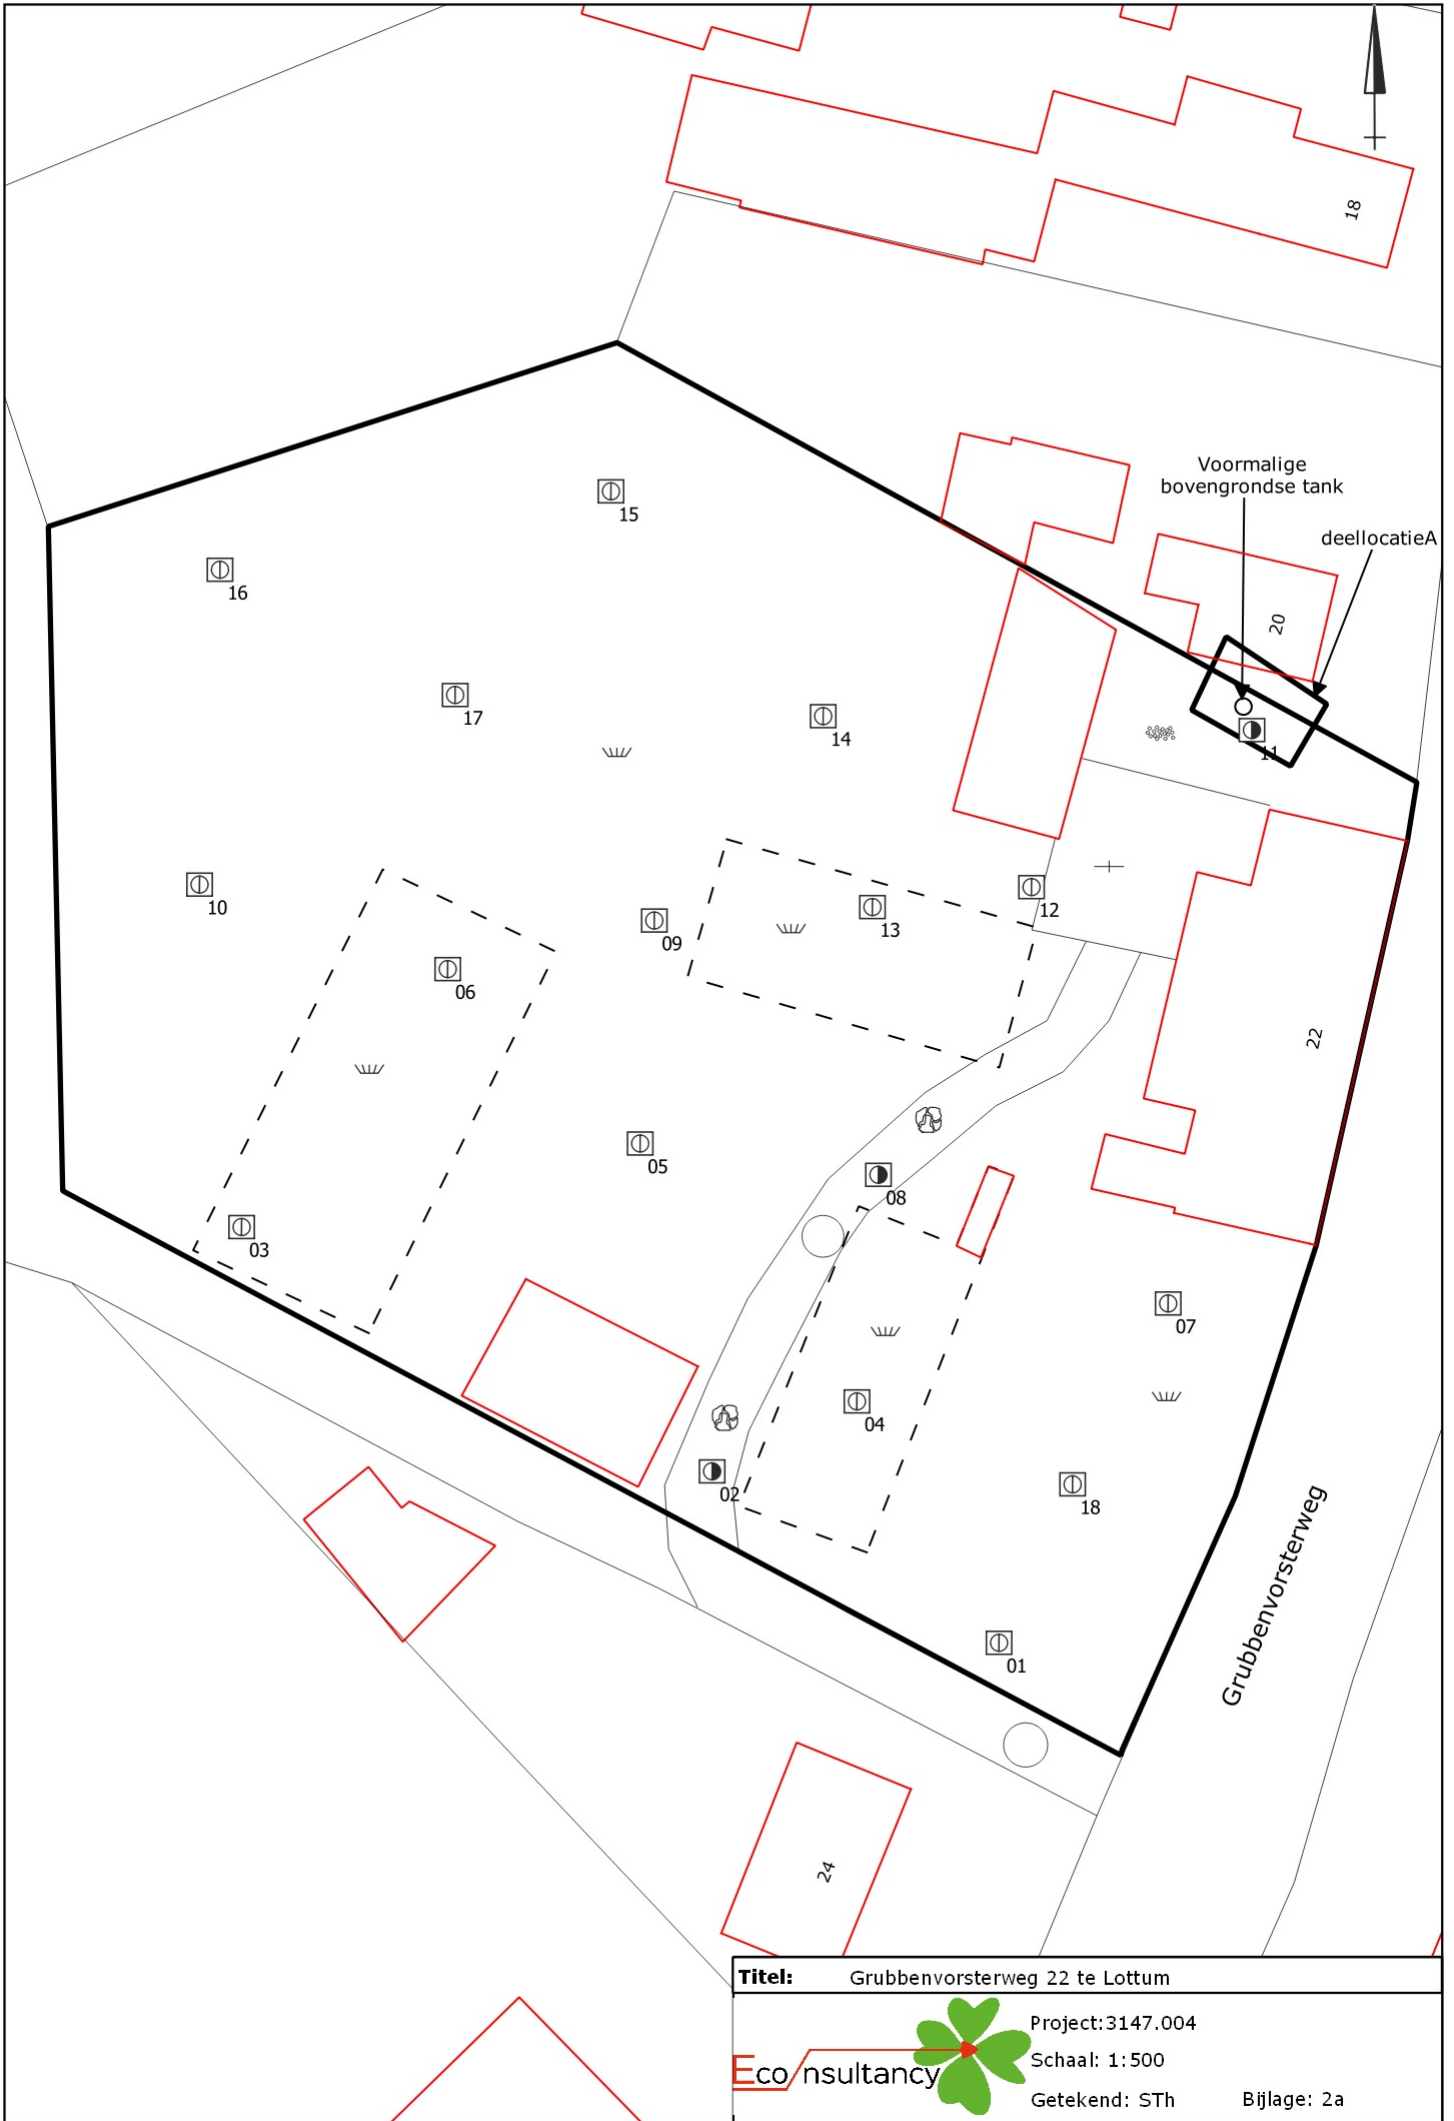 18
Voormalige
bovengrondse tank
deellocatieA
15
16
20
17
14
11
10
12
13
09
06
22
05
08
03
07
04
02
18
Grubbenvorsterweg
01
24
Titel: Grubbenvorsterweg 22 te Lottum
Project:3147.004
Schaal: 1:500
Econsultancy
Getekend: STh Bijlage: 2a